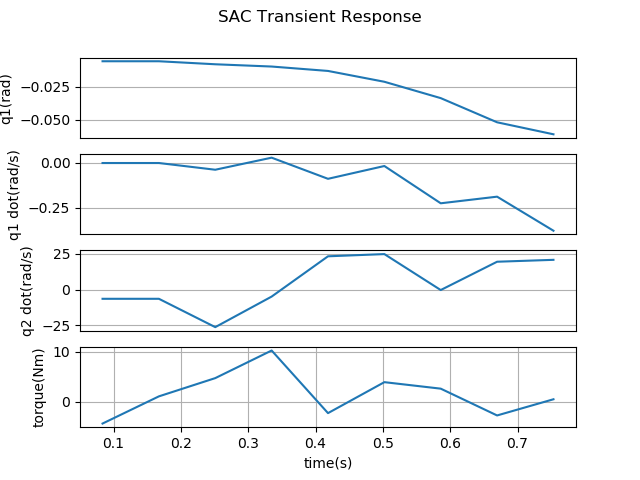 SAC Transient Response
q1(rad)
−0.025
−0.050
q1 dot(rad/s)
0.00
−0.25
q2 dot(rad/s)
25
0
−25
torque(Nm)
10
0
0.1 0.2 0.3 0.4 0.5 0.6 0.7
time(s)